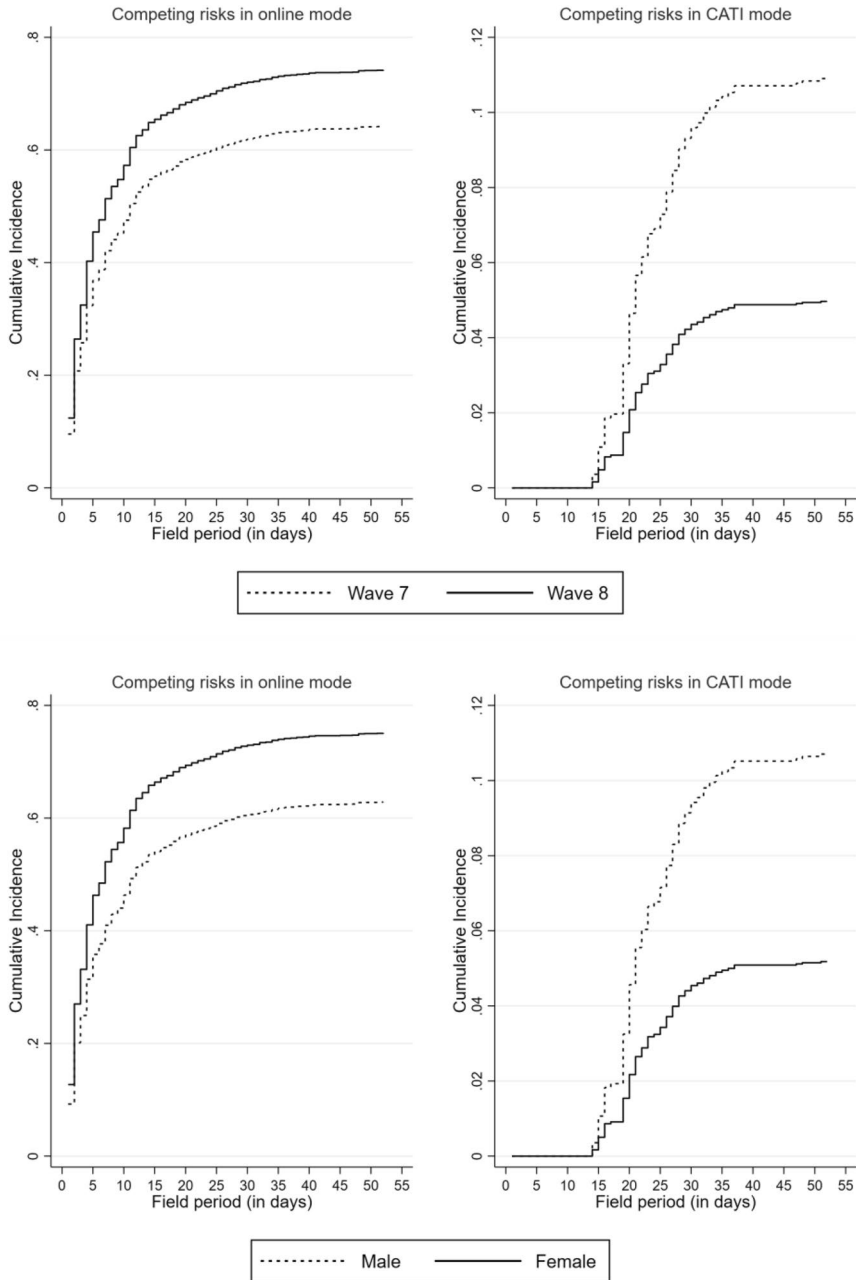 Competing risks in online mode
Cumulative Incidence
0 .2 .4 .6 .8
0 5 10 15 20 25 30 35 40 45 50 55
Field period (in days)
Competing risks in CATI mode
Cumulative Incidence
0 .02 .04 .06 .08 .1 .12
0 5 10 15 20 25 30 35 40 45 50 55
Field period (in days)
Wave 7 Wave 8
Competing risks in online mode
Cumulative Incidence
0 .2 .4 .6 .8
0 5 10 15 20 25 30 35 40 45 50 55
Field period (in days)
Competing risks in CATI mode
Cumulative Incidence
0 .02 .04 .06 .08 .1 .12
0 5 10 15 20 25 30 35 40 45 50 55
Field period (in days)
Male Female